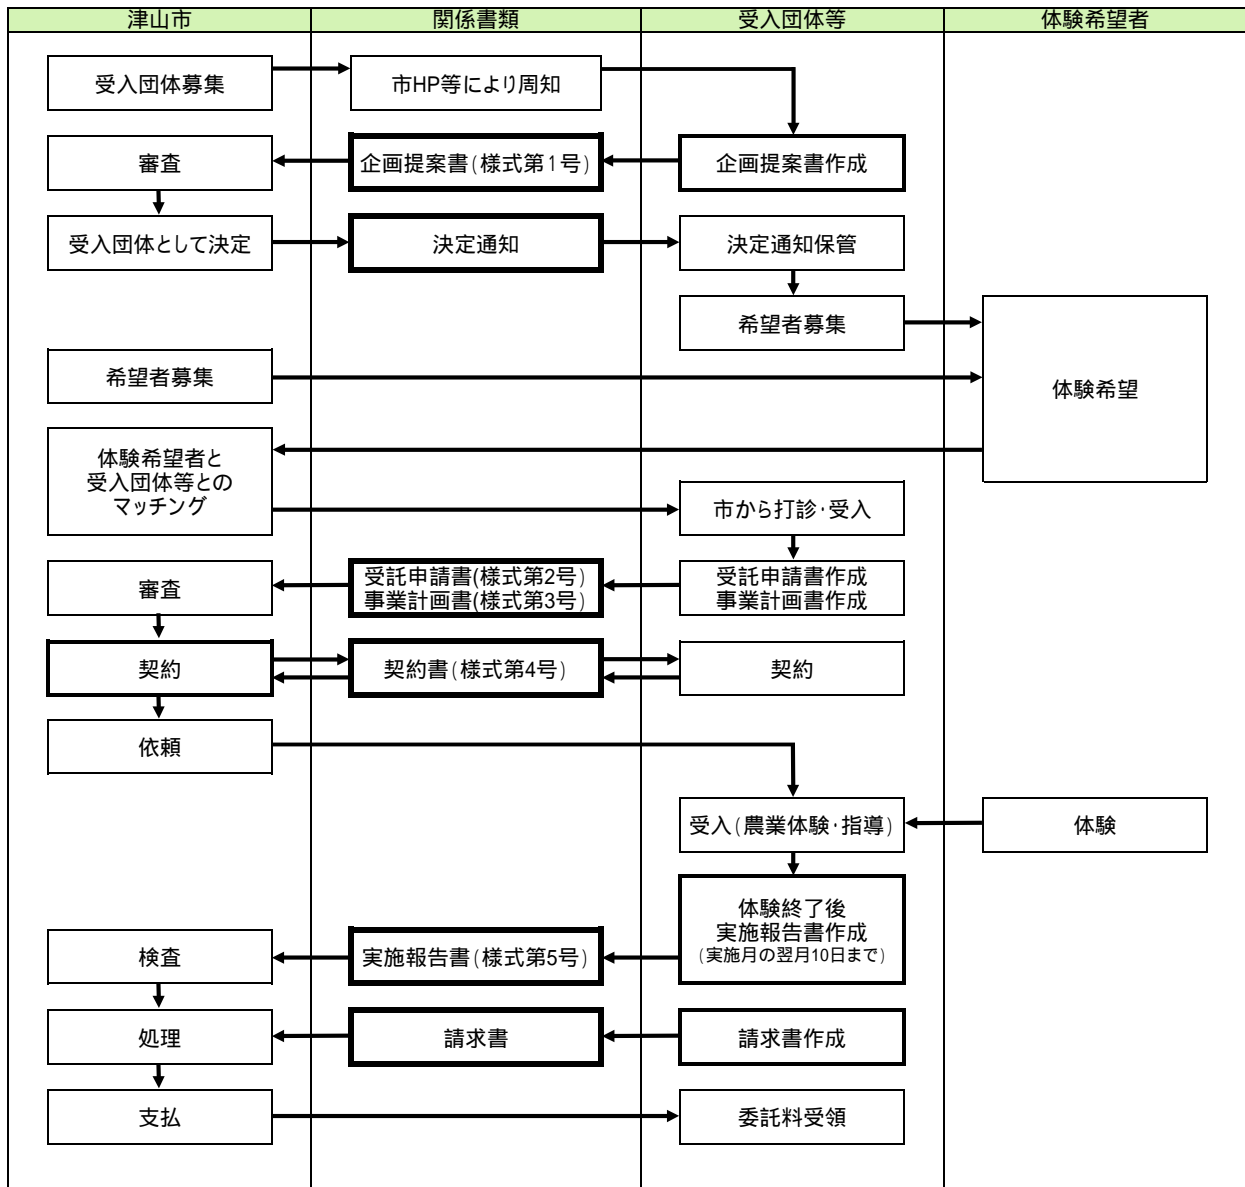 津山市
関係書類
受入団体等
体験希望者
受入団体募集
市HP等により周知
審査
企画提案書(様式第1号)
企画提案書作成
受入団体として決定
決定通知
決定通知保管
希望者募集
希望者募集
体験希望
体験希望者と
受入団体等との
マッチング
市から打診・受入
審査
受託申請書(様式第2号)
事業計画書(様式第3号)
受託申請書作成
事業計画書作成
契約
契約書(様式第4号)
契約
依頼
受入(農業体験・指導)
体験
体験終了後
実施報告書作成
(実施月の翌月10日まで)
検査
実施報告書(様式第5号)
処理
請求書
請求書作成
支払
委託料受領